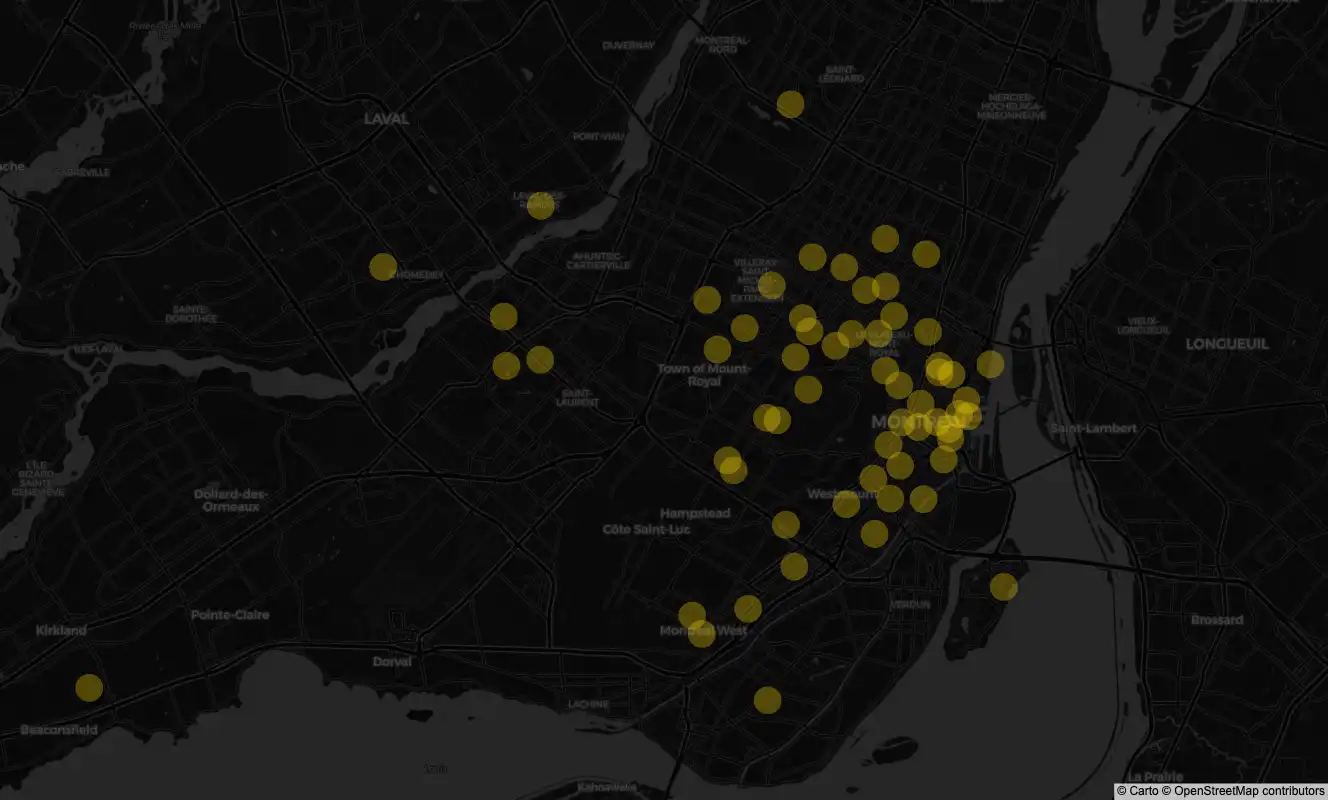 DUVERNAY
MONTRÉAL-
NORD
SAINT-
LÉONARD
MERCIER-
HOCHELAGA-
MAISONNEUVE
LAVAL
PONT-VIAU
FABREVILLE
AHUNTSIC-
CARTIERVILLE
VILLERAY-
EXTENSION
CHOMEDEY
SAINTE-
DOROTHÉE
ÎLES-LAVAL
VIEUX-
LONGUEUIL
LONGUEUIL
ROYAL
Town of Mount-
Royal
SAINT-
LAURENT
MONTRÉAL
Saint-Lambert
L'ÎLE
BIZARD-
SAINTE-
GENEVIÈVE
Dollard-des-
Ormeaux
Westmount
Hampstead
Côte Saint-Luc
VERDUN
Pointe-Claire
Kirkland
Montréal West
Brossard
Dorval
LACHINE
Beaconsfield
La Prairie
Kahnawake
© Carto © OpenStreetMap contributors